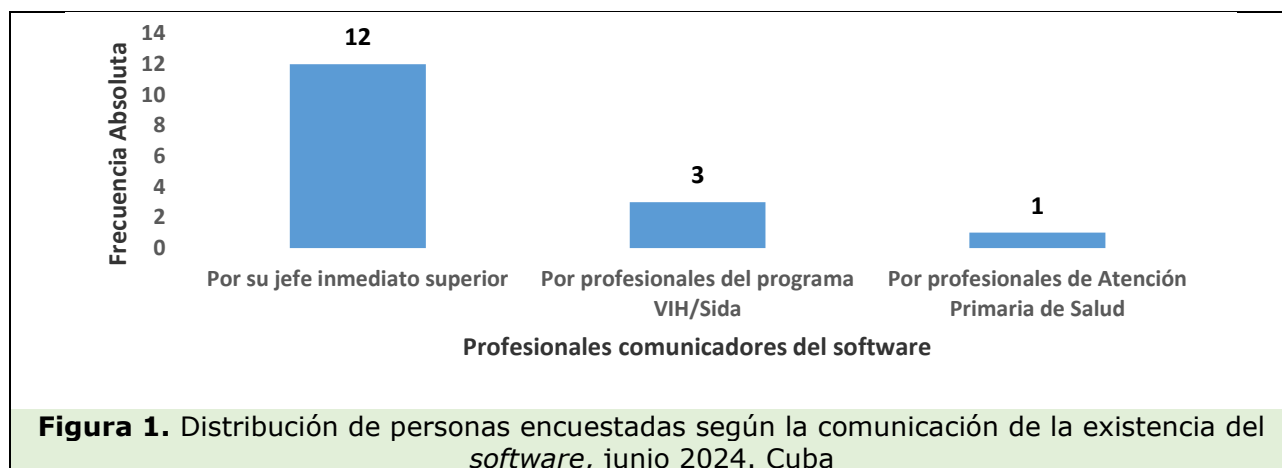 14
12
10
8
6
4
2
0
Frecuencia Absoluta
12
3
1
Por su jefe inmediato superior
Por profesionales del programa
VIH/Sida
Por profesionales de Atención
Primaria de Salud
Profesionales comunicadores del software
Figura 1. Distribución de personas encuestadas según la comunicación de la existencia del
software, junio 2024. Cuba